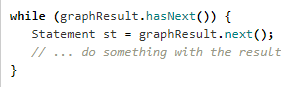 while (graphResult.hasNext()) {
   Statement st = graphResult.next();
   // ... do something with the result
}